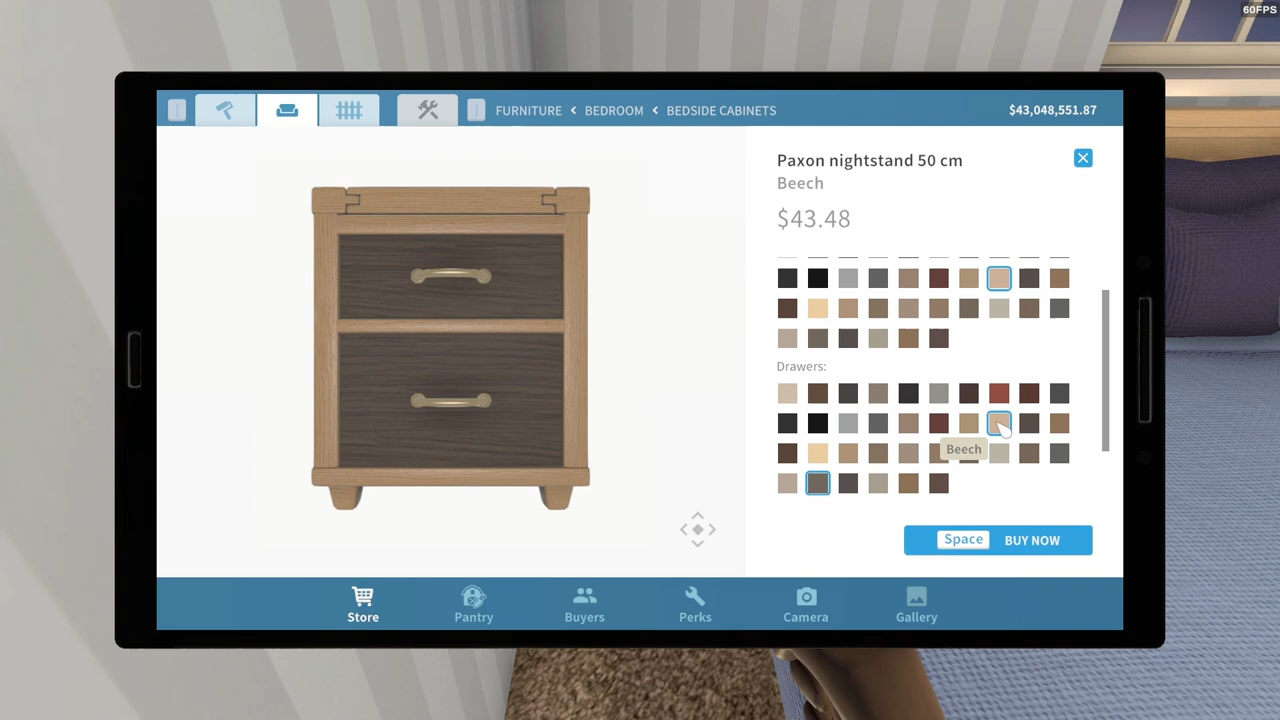 60FPS
FURNITURE < BEDROOM < BEDSIDE CABINETS
$43,048,551.87
Paxon nightstand 50 cm
Beech
$43.48
Drawers:
Beech
Space BUY NOW
Store Pantry Buyers Perks Camera Gallery